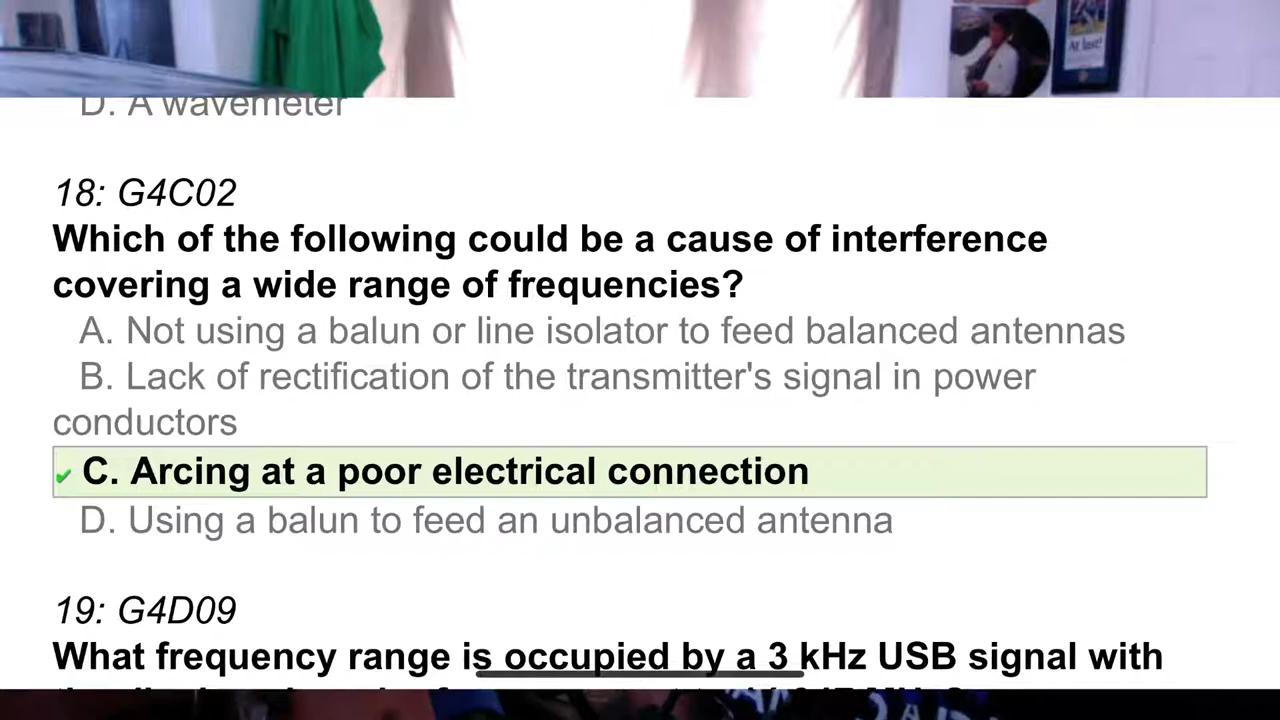 At last!
D. A wavemeter
18: G4C02
Which of the following could be a cause of interference
covering a wide range of frequencies?
A. Not using a balun or line isolator to feed balanced antennas
B. Lack of rectification of the transmitter's signal in power
conductors
✔ C. Arcing at a poor electrical connection
D. Using a balun to feed an unbalanced antenna
19: G4D09
What frequency range is occupied by a 3 kHz USB signal with